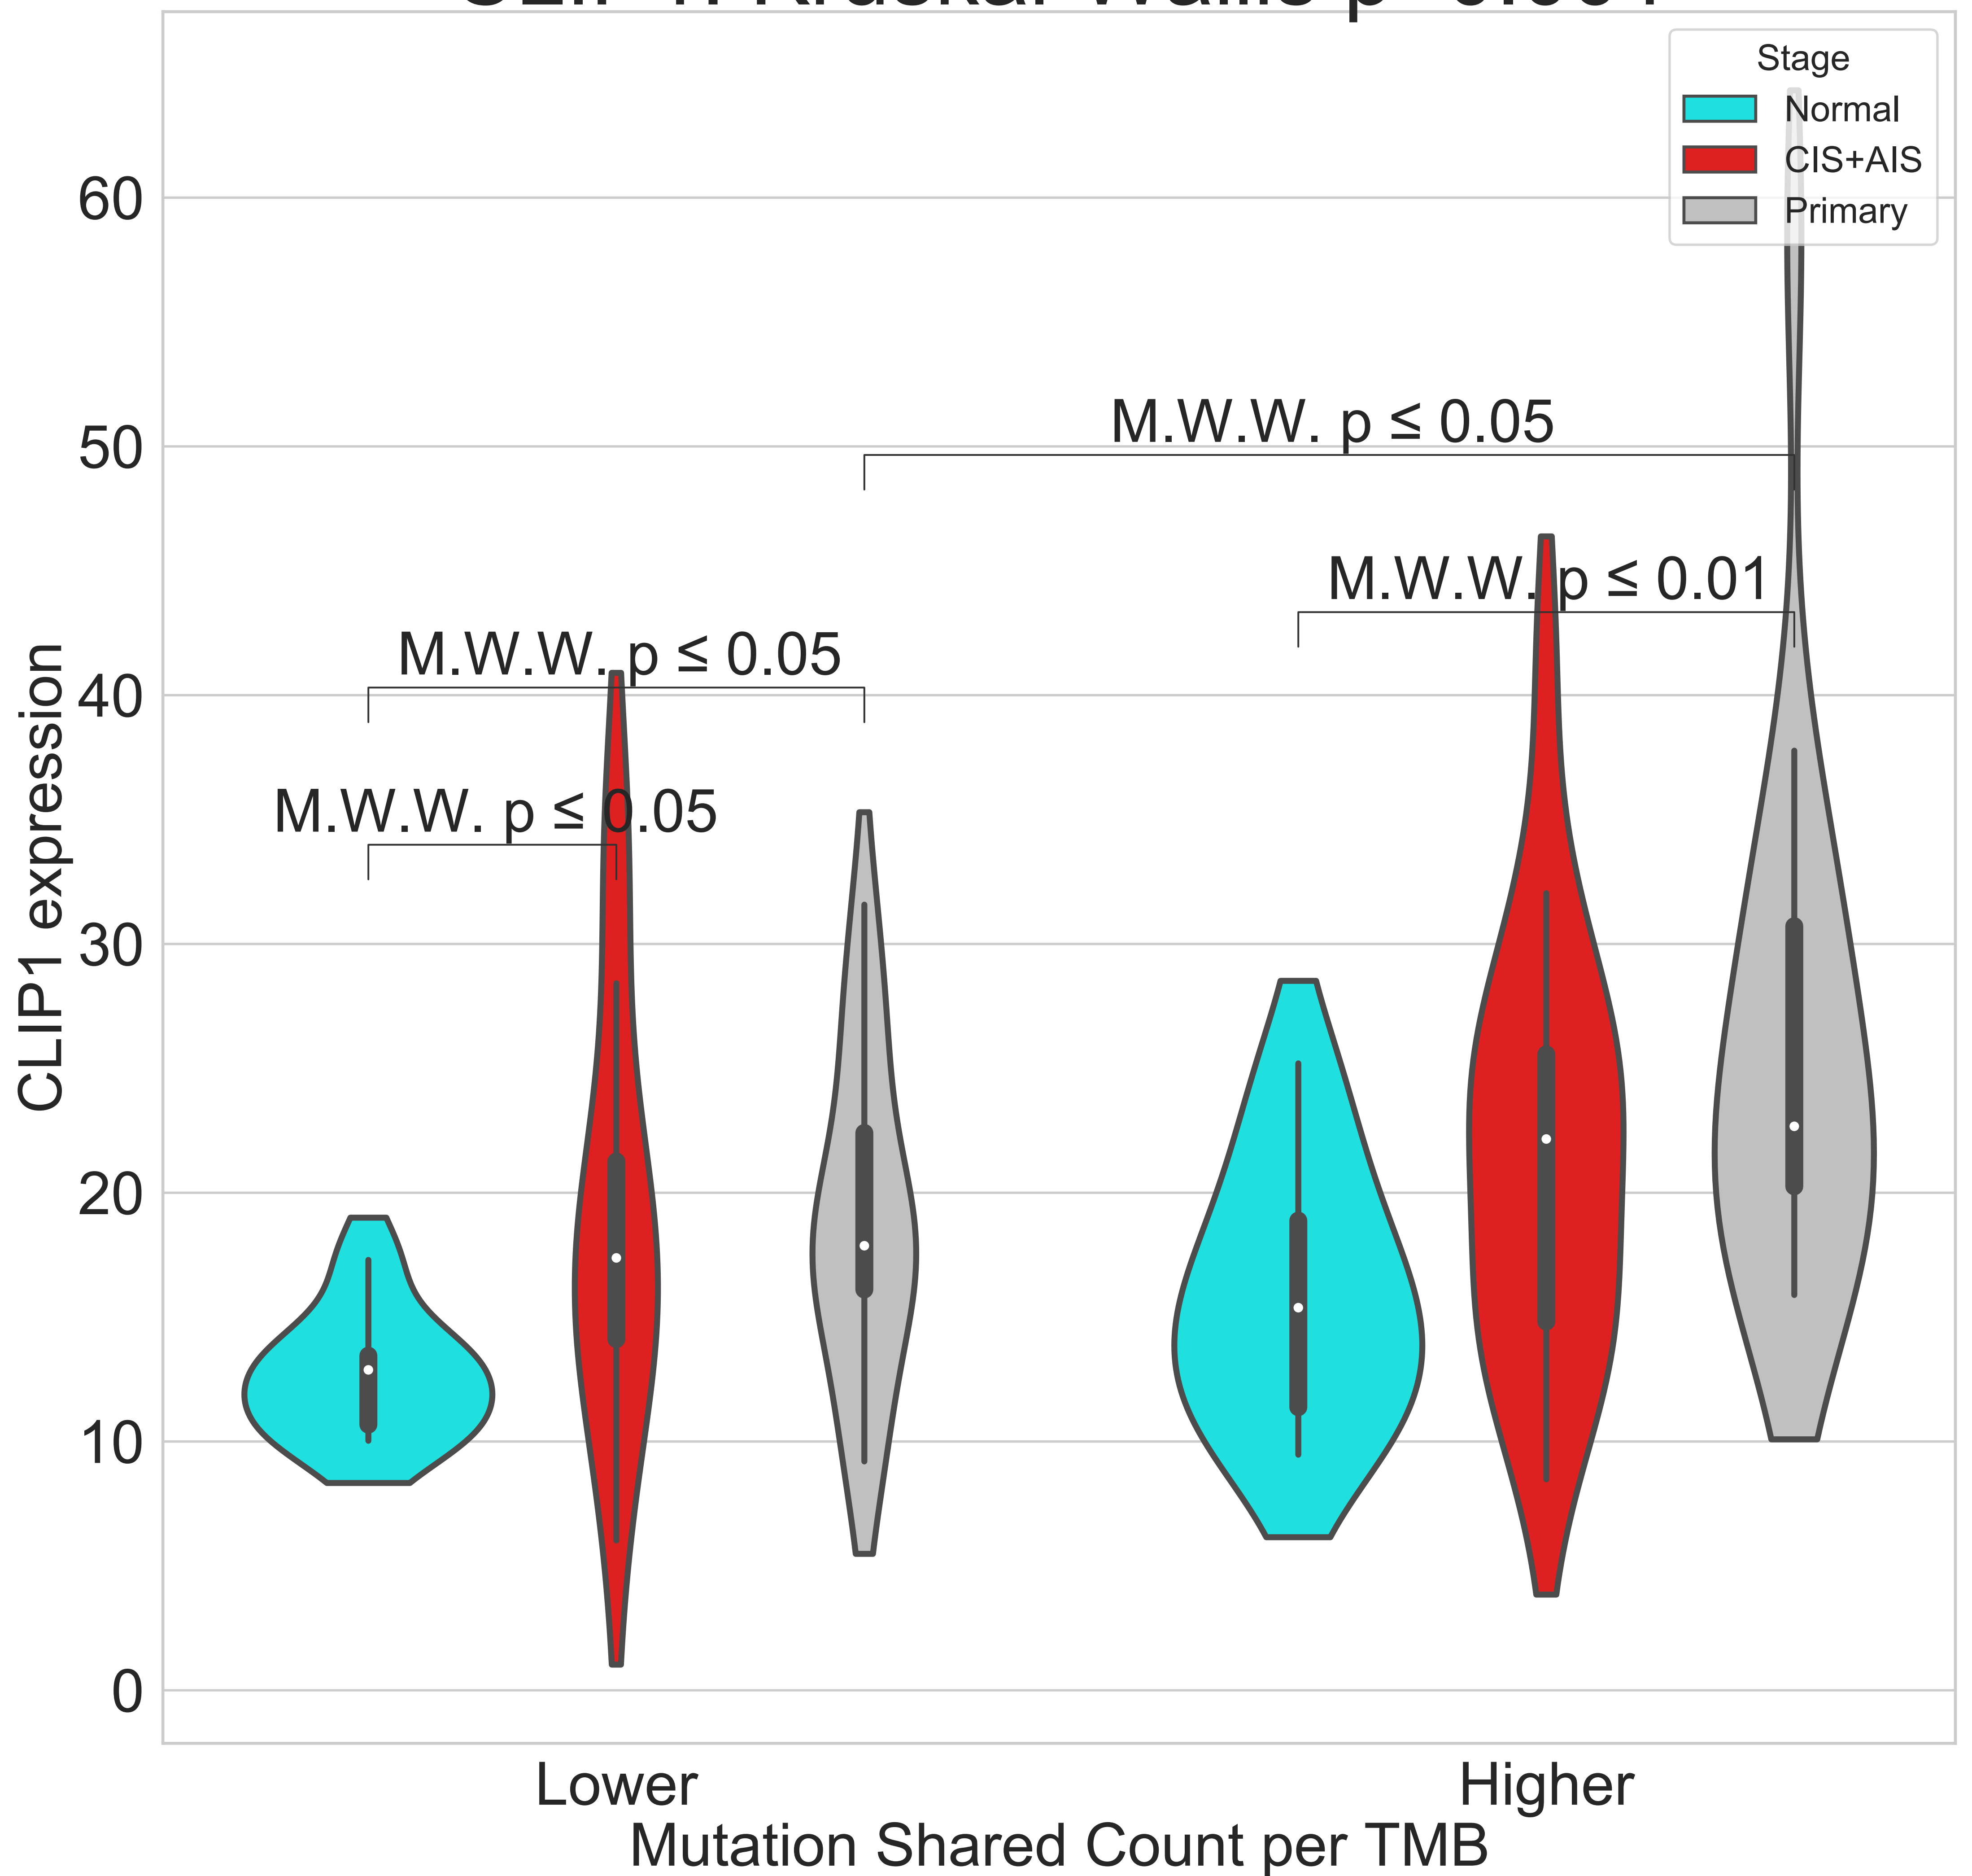 Stage
Normal
CIS+AIS
Primary
60
50
40
30
20
10
0
CLIP1 expression
M.W.W. p ≤ 0.05
M.W.W. p ≤ 0.01
M.W.W. p ≤ 0.05
M.W.W. p ≤ 0.05
Lower
Higher
Mutation Shared Count per TMB